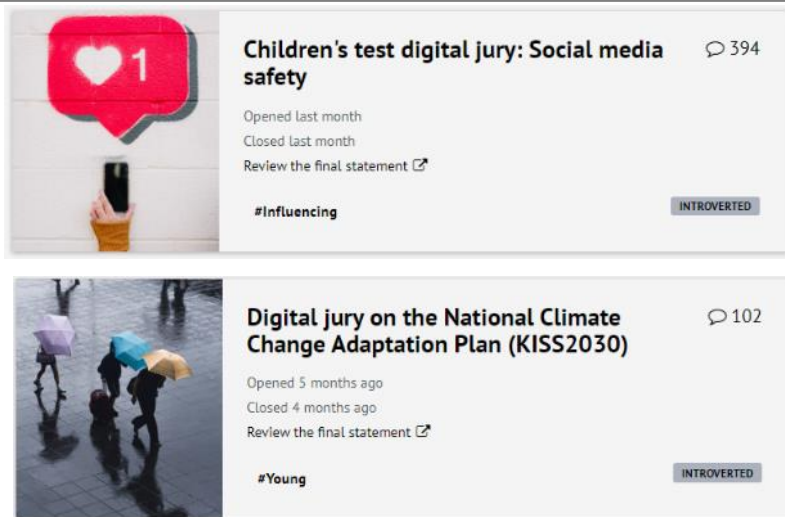 1
Children's test digital jury: Social media
safety
394
Opened last month
Closed last month
Review the final statement
#Influencing
INTROVERTED
Digital jury on the National Climate
Change Adaptation Plan (KISS2030)
102
Opened 5 months ago
Closed 4 months ago
Review the final statement
#Young
INTROVERTED